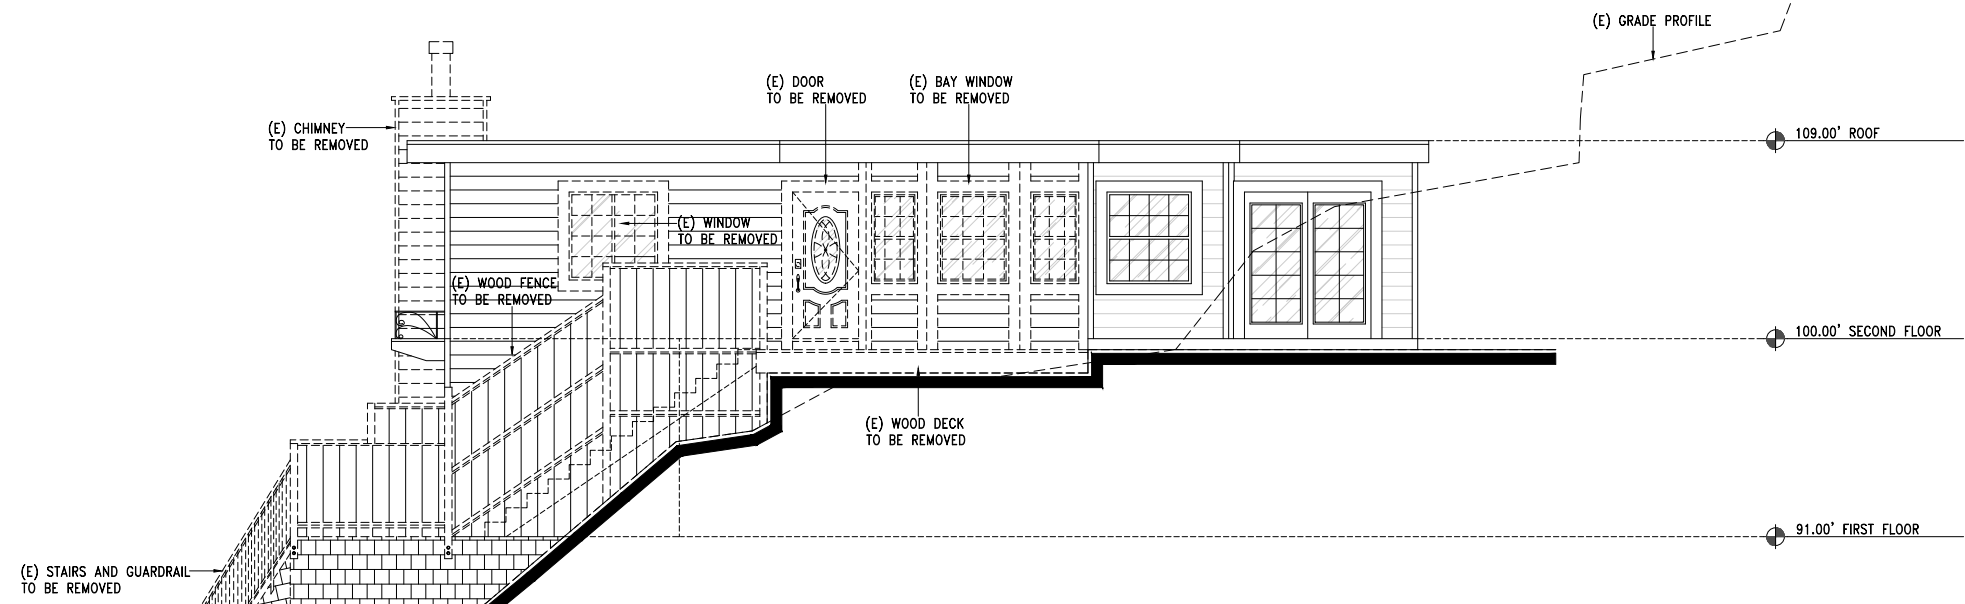 (E) GRADE PROFILE
(E) DOOR
TO BE REMOVED
(E) BAY WINDOW
TO BE REMOVED
(E) CHIMNEY
TO BE REMOVED
109.00' ROOF
(E) WINDOW
TO BE REMOVED
(E) WOOD FENCE
TO BE REMOVED
100.00' SECOND FLOOR
(E) WOOD DECK
TO BE REMOVED
91.00' FIRST FLOOR
(E) STAIRS AND GUARDRAIL
TO BE REMOVED